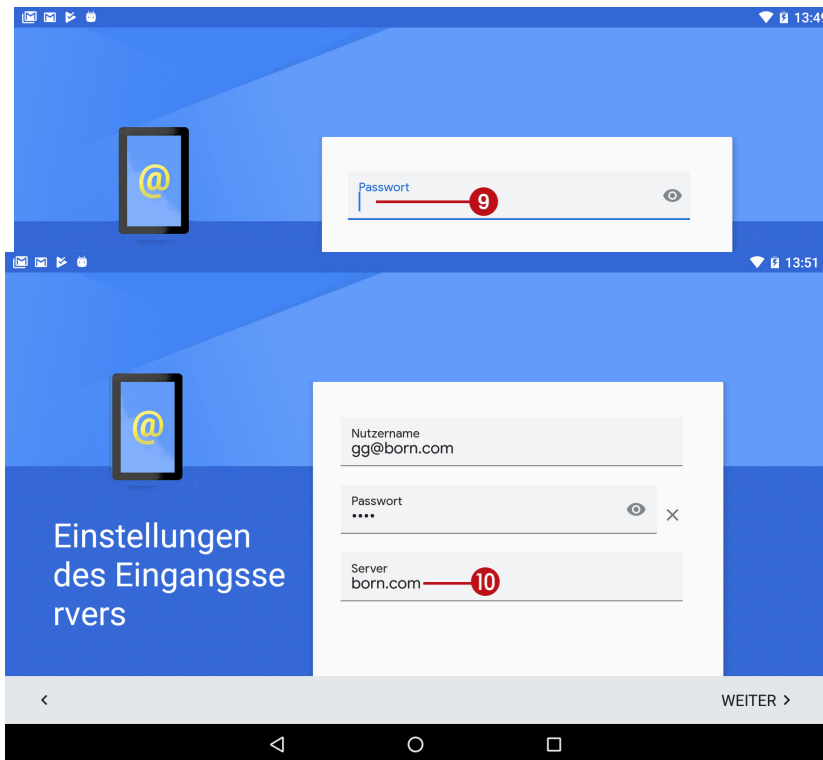 13:49
@
Passwort
9
13:51
@
Nutzername
gg@born.com
Passwort
••••
Einstellungen
des Eingangsse
rvers
Server
born.com
10
WEITER